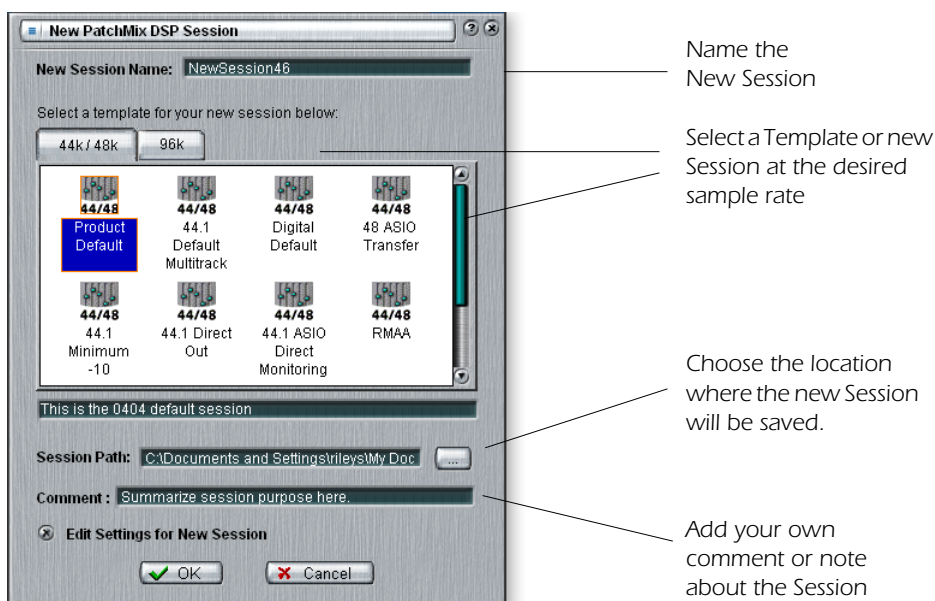 New PatchMix DSP Session
New Session Name: NewSession46
Select a template for your new session below:
44k / 48k 96k
44/48 44/48 44/48 44/48
Product Default
44.1 Default Multitrack
Digital Default
48 ASIO Transfer
44/48 44/48 44/48 44/48
44.1 Minimum -10
44.1 Direct Out
44.1 ASIO Direct Monitoring
RMAA
This is the 0404 default session
Session Path: C:\Documents and Settings\rileys\My Doc ...
Comment : Summarize session purpose here.
Edit Settings for New Session
OK Cancel
Name the
New Session
Select a Template or new
Session at the desired
sample rate
Choose the location
where the new Session
will be saved.
Add your own
comment or note
about the Session